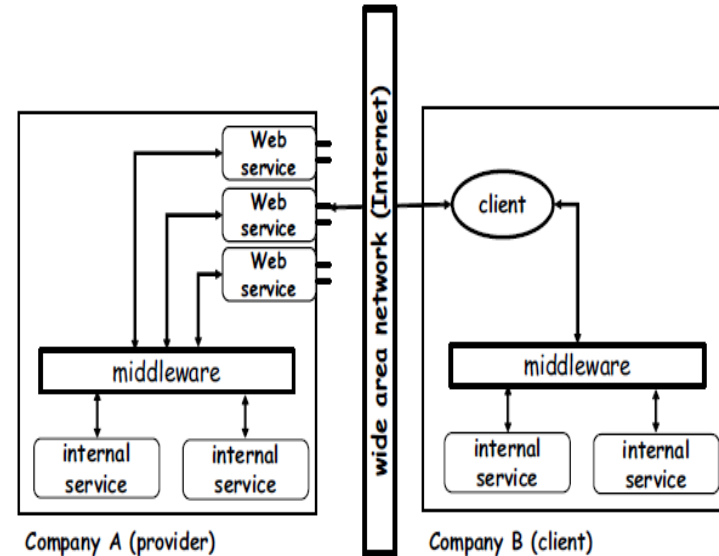 Web
service
Web
service
Web
service
middleware
internal
service
internal
service
Company A (provider)
wide area network (Internet)
client
middleware
internal
service
internal
service
Company B (client)